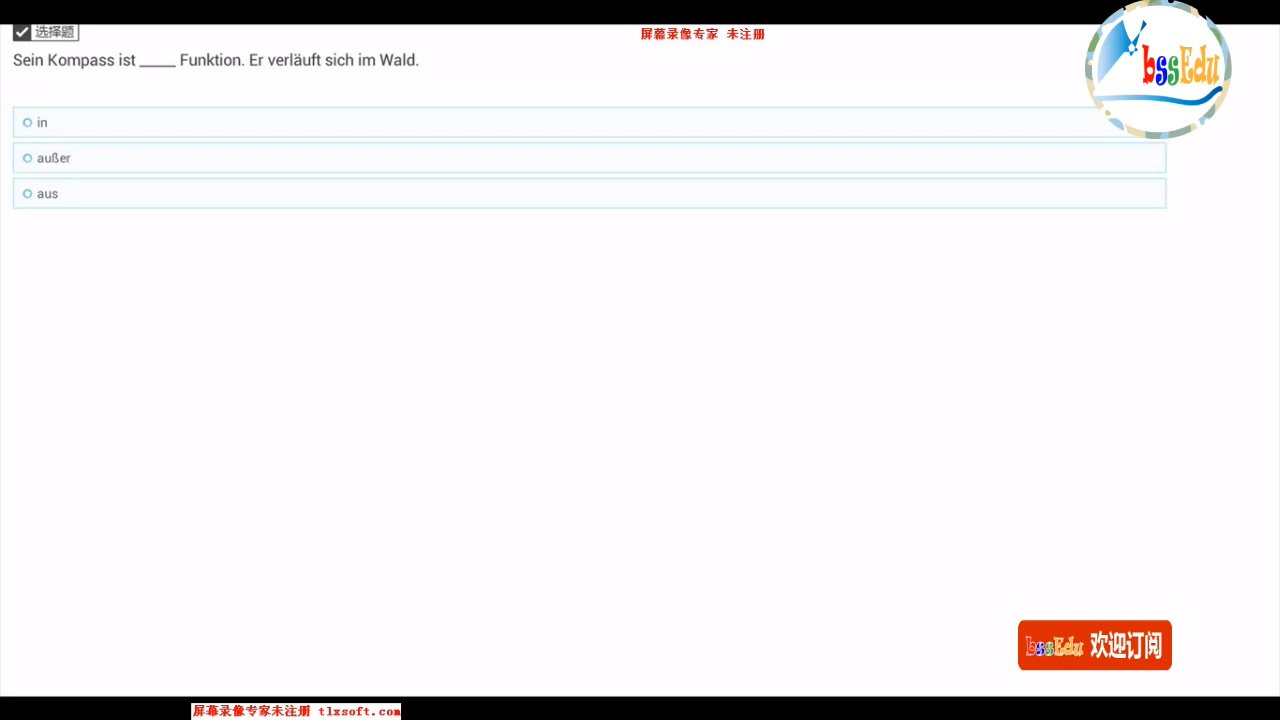 选择题
屏幕录像专家 未注册
Sein Kompass ist _____ Funktion. Er verläuft sich im Wald.
bssEdu
in
außer
aus
bssEdu 欢迎订阅
屏幕录像专家未注册 tlxsoft.com